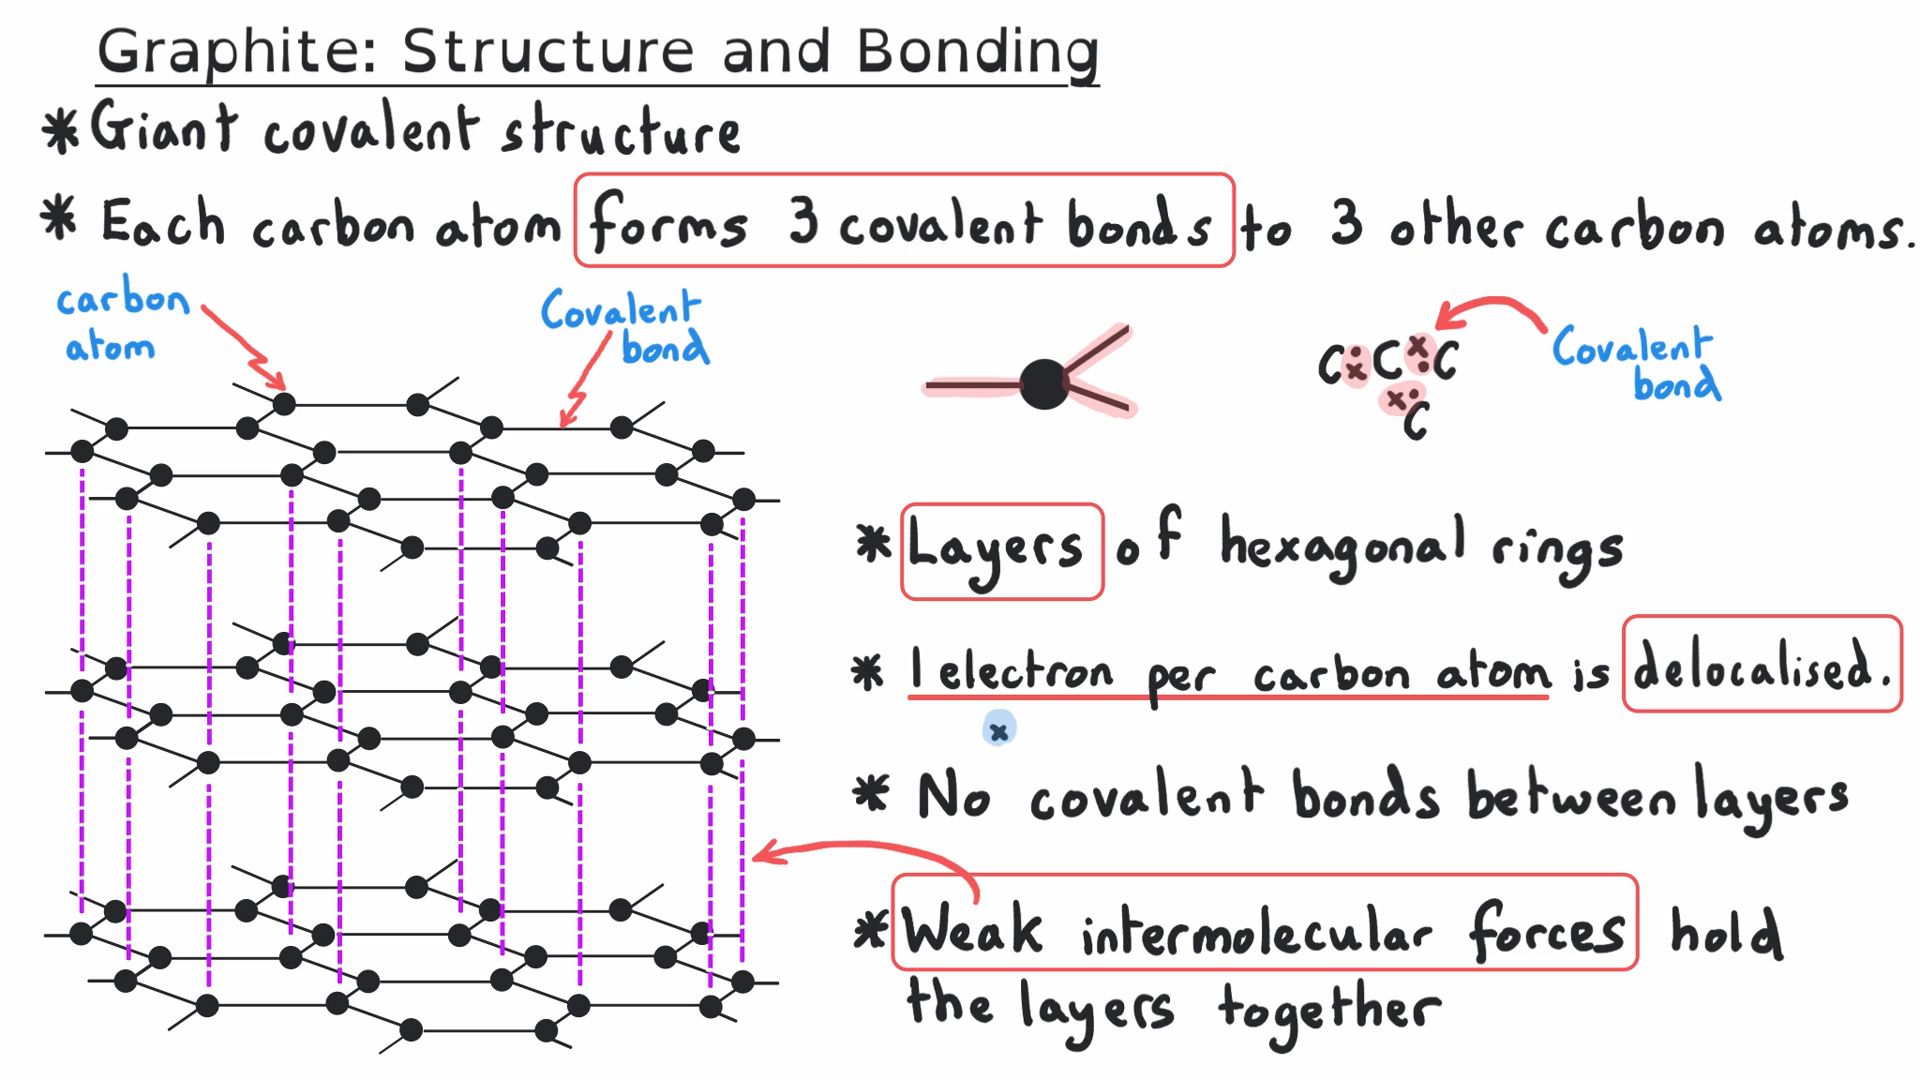 Graphite: Structure and Bonding
* Giant covalent structure
* Each carbon atom forms 3 covalent bonds to 3 other carbon atoms.
carbon
atom
Covalent
bond
C C C
C
Covalent
bond
* Layers of hexagonal rings
* 1 electron per carbon atom is delocalised.
x
* No covalent bonds between layers
* Weak intermolecular forces hold
the layers together